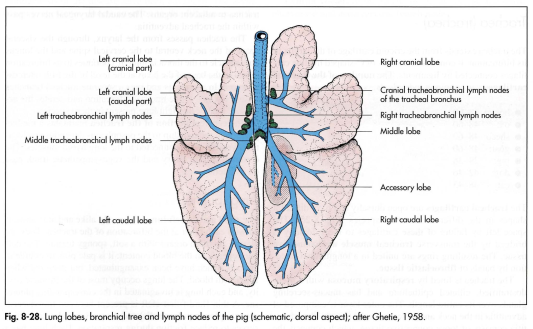 Left cranial lobe
(cranial part)
Left cranial lobe
(caudal part)
Left tracheobronchial lymph nodes
Middle tracheobronchial lymph nodes
Left caudal lobe
Right cranial lobe
Cranial tracheobronchial lymph nodes
of the tracheal bronchus
Right tracheobronchial lymph nodes
Middle lobe
Accessory lobe
Right caudal lobe
Fig. 8-28. Lung lobes, bronchial tree and lymph nodes of the pig (schematic, dorsal aspect); after Ghetie, 1958.